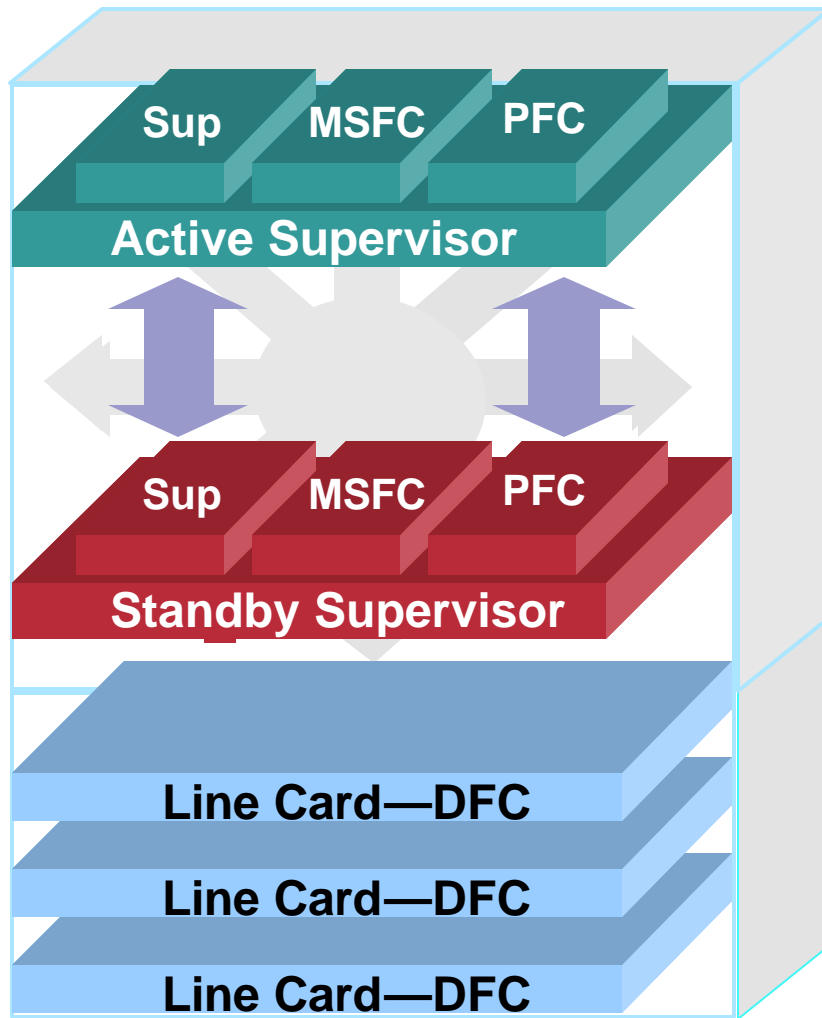 Sup MSFC PFC
Active Supervisor
Sup MSFC PFC
Standby Supervisor
Line Card—DFC
Line Card—DFC
Line Card—DFC